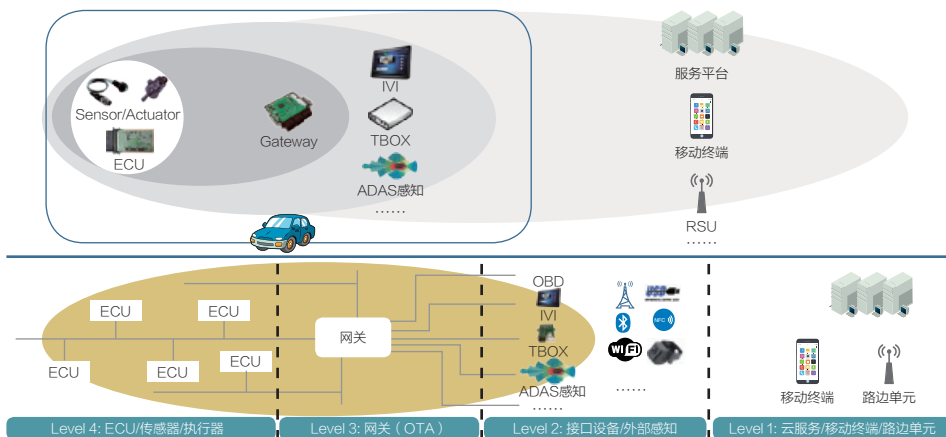 IVI
服务平台
Sensor/Actuator
Gateway
TBOX
ECU
移动终端
ADAS感知
……
RSU
……
OBD
ECU
ECU
IVI
USB
网关
NFC
ECU
ECU
ECU
TBOX
WiFi
ADAS感知
……
……
移动终端
路边单元
Level 4: ECU/传感器/执行器
Level 3: 网关（OTA）
Level 2: 接口设备/外部感知
Level 1: 云服务/移动终端/路边单元